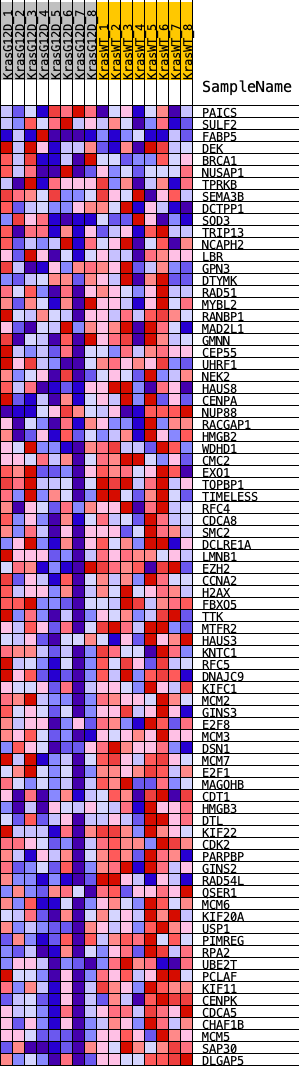 KrasG12D_1
KrasG12D_2
KrasG12D_3
KrasG12D_4
KrasG12D_5
KrasG12D_6
KrasG12D_7
KrasG12D_8
KrasWT_1
KrasWT_2
KrasWT_3
KrasWT_4
KrasWT_5
KrasWT_6
KrasWT_7
KrasWT_8
SampleName
PAICS
SULF2
FABP5
DEK
BRCA1
NUSAP1
TPRKB
SEMA3B
DCTPP1
SOD3
TRIP13
NCAPH2
LBR
GPN3
DTYMK
RAD51
MYBL2
RANBP1
MAD2L1
GMNN
CEP55
UHRF1
NEK2
HAUS8
CENPA
NUP88
RACGAP1
HMGB2
WDHD1
CMC2
EXO1
TOPBP1
TIMELESS
RFC4
CDCA8
SMC2
DCLRE1A
LMNB1
EZH2
CCNA2
H2AX
FBXO5
TTK
MTFR2
HAUS3
KNTC1
RFC5
DNAJC9
KIFC1
MCM2
GINS3
E2F8
MCM3
DSN1
MCM7
E2F1
MAGOHB
CDT1
HMGB3
DTL
KIF22
CDK2
PARPBP
GINS2
RAD54L
OSER1
MCM6
KIF20A
USP1
PIMREG
RPA2
UBE2T
PCLAF
KIF11
CENPK
CDCA5
CHAF1B
MCM5
SAP30
DLGAP5